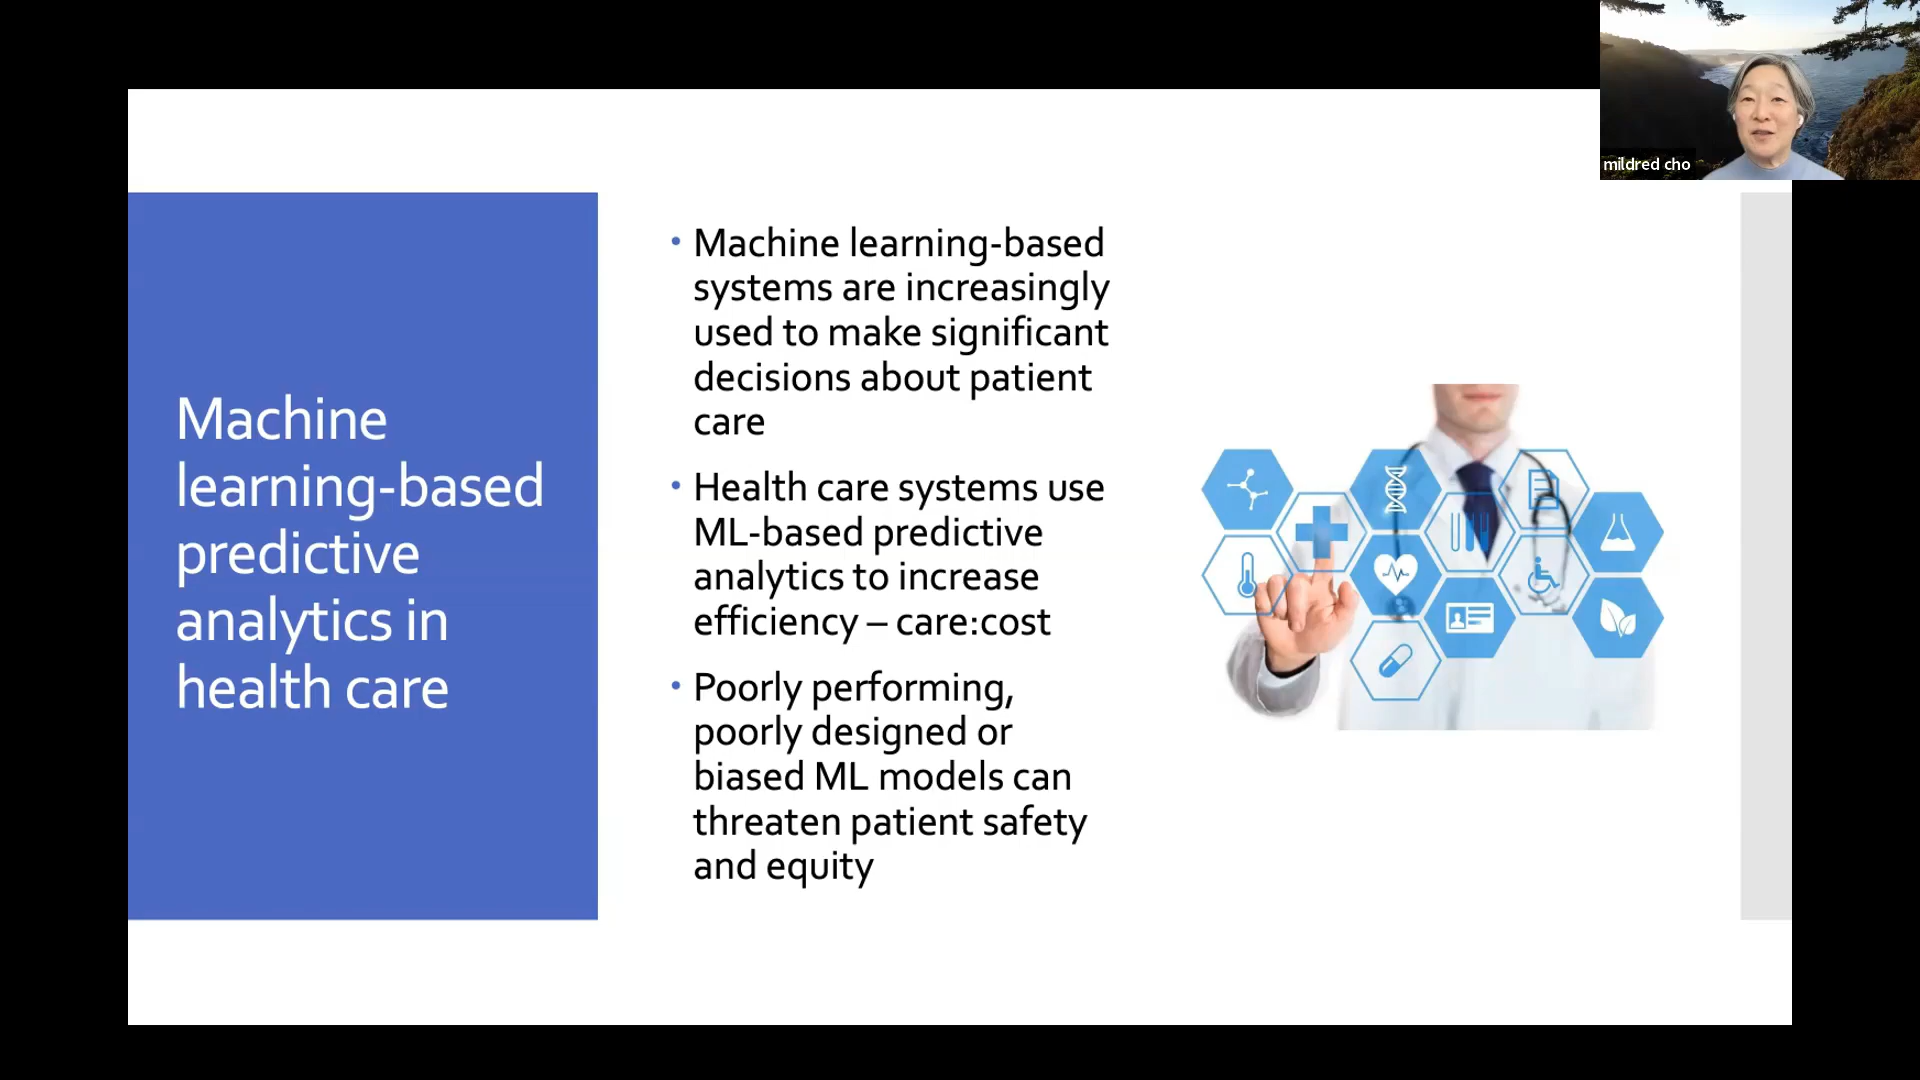 mildred cho
Machine
learning-based
predictive
analytics in
health care
• Machine learning-based
systems are increasingly
used to make significant
decisions about patient
care
• Health care systems use
ML-based predictive
analytics to increase
efficiency – care:cost
• Poorly performing,
poorly designed or
biased ML models can
threaten patient safety
and equity